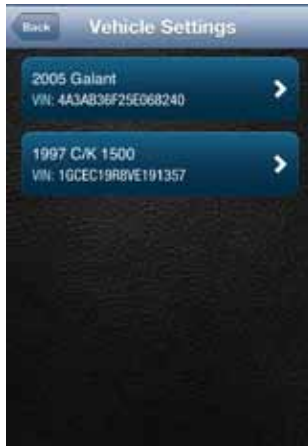 Back
Vehicle Settings
2005 Galant
VIN: 4A3AB36F25E068240
1997 C/K 1500
VIN: 1GCEC19R8VE191357